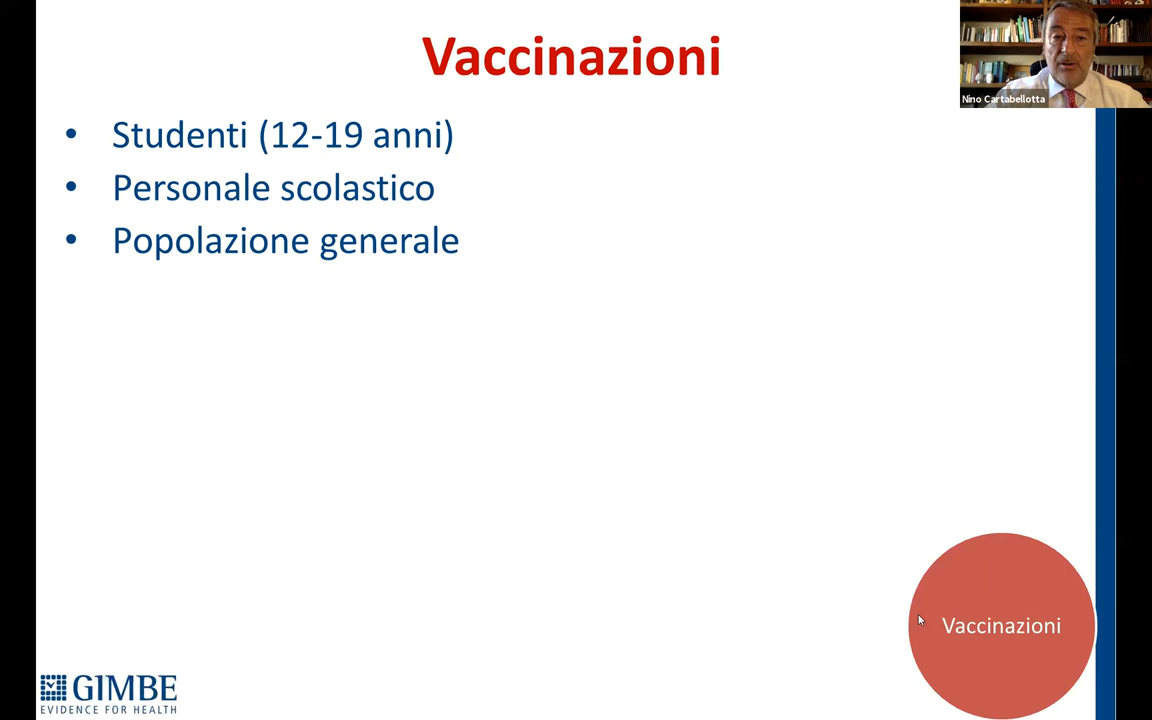 Vaccinazioni
Nino Cartabellotta
• Studenti (12-19 anni)
• Personale scolastico
• Popolazione generale
Vaccinazioni
GIMBE
EVIDENCE FOR HEALTH